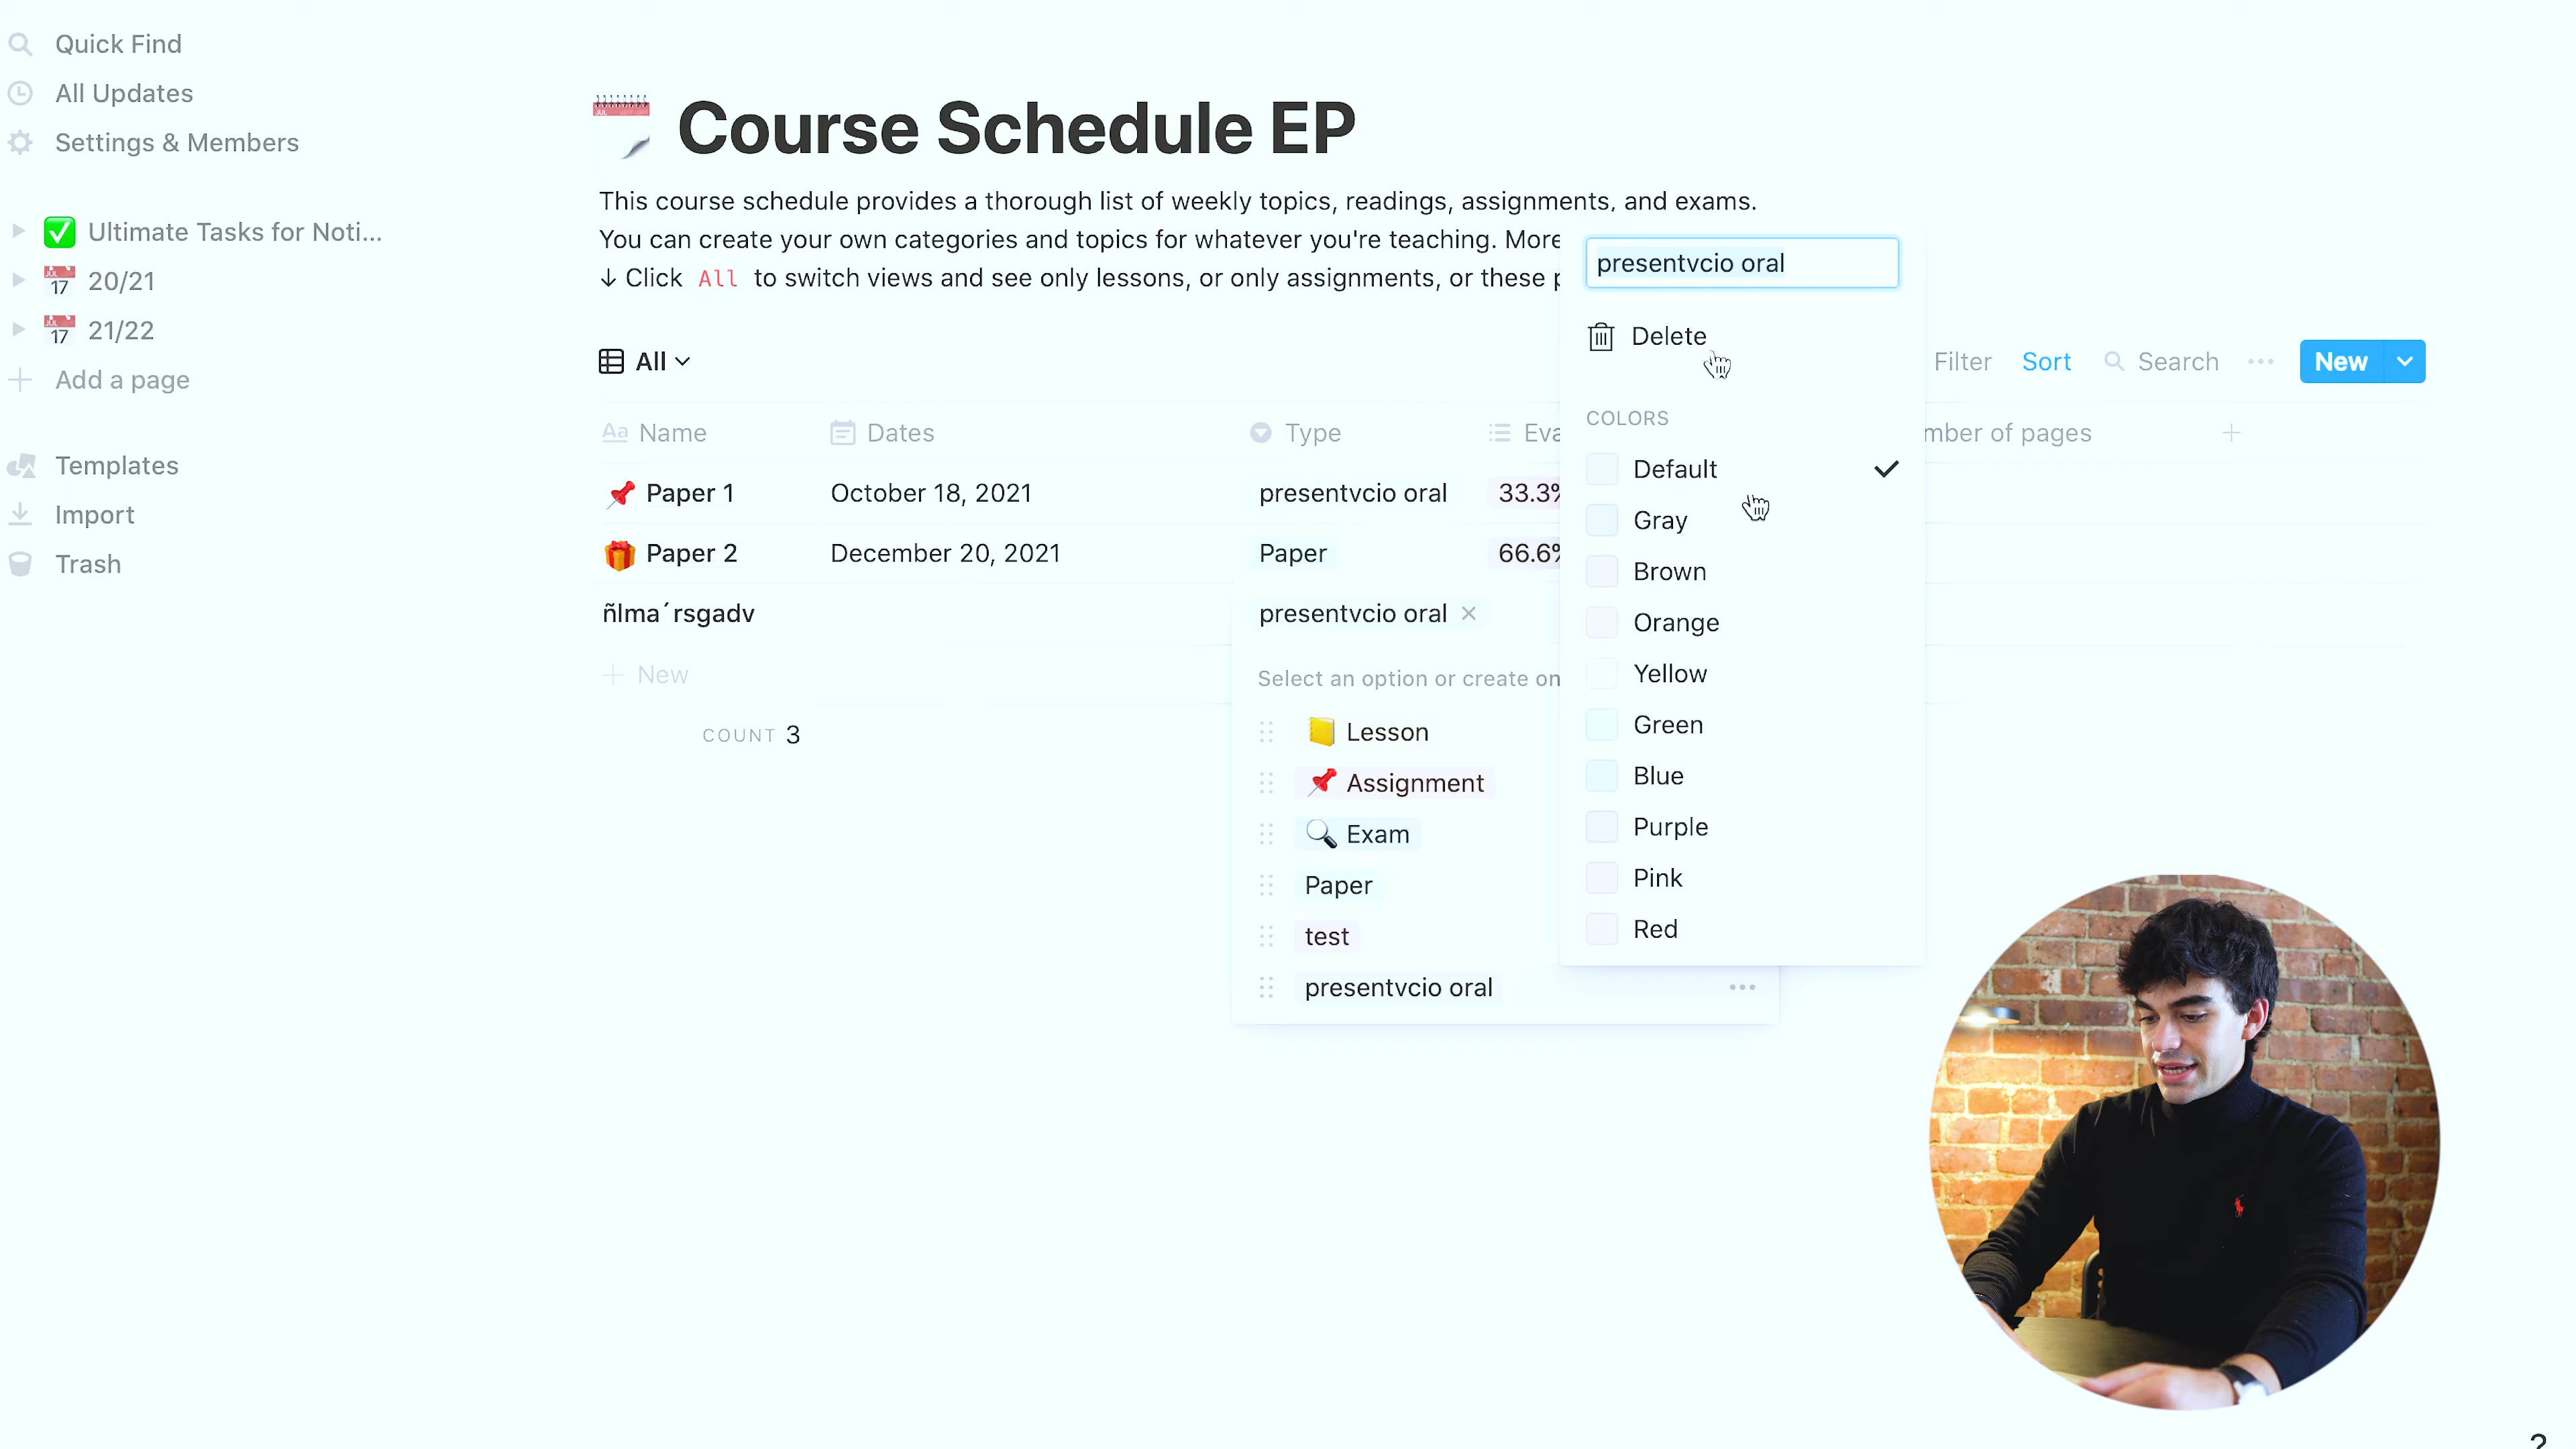 Quick Find
All Updates
Settings & Members
Ultimate Tasks for Noti...
20/21
21/22
Add a page
Templates
Import
Trash
Course Schedule EP
This course schedule provides a thorough list of weekly topics, readings, assignments, and exams.
You can create your own categories and topics for whatever you're teaching. More
↓ Click All to switch views and see only lessons, or only assignments, or these p
All
Filter Sort Search ... New
Name Dates Type Eva mber of pages
Paper 1 October 18, 2021 presentvcio oral 33.3%
Paper 2 December 20, 2021 Paper 66.6%
ñlma´rsgadv presentvcio oral
New
COUNT 3
Select an option or create on
Lesson
Assignment
Exam
Paper
test
presentvcio oral
presentvcio oral
Delete
COLORS
Default
Gray
Brown
Orange
Yellow
Green
Blue
Purple
Pink
Red
?